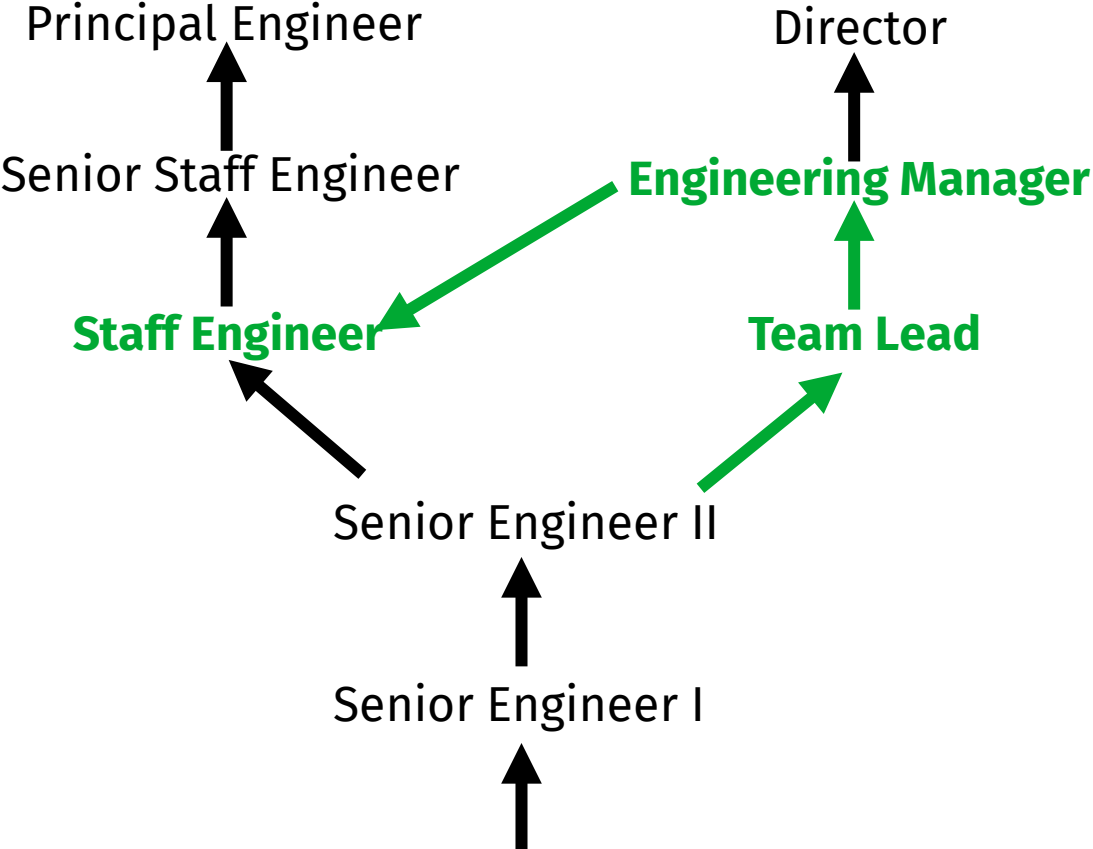 Principal Engineer
Director
Senior Staff Engineer
Engineering Manager
Staff Engineer
Team Lead
Senior Engineer II
Senior Engineer I